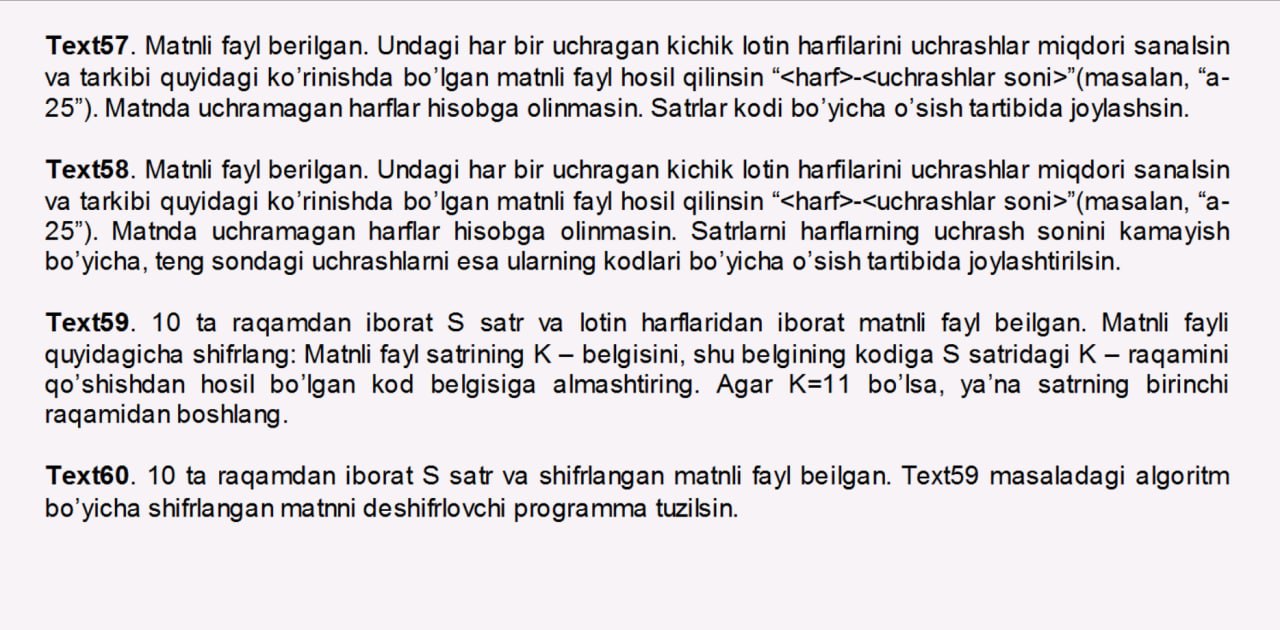 Text57. Matnli fayl berilgan. Undagi har bir uchragan kichik lotin harfilarini uchrashlar miqdori sanalsin
va tarkibi quyidagi ko’rinishda bo’lgan matnli fayl hosil qilinsin “<harf>-<uchrashlar soni>”(masalan, “a-
25”). Matnda uchramagan harflar hisobga olinmasin. Satrlar kodi bo’yicha o’sish tartibida joylashsin.
Text58. Matnli fayl berilgan. Undagi har bir uchragan kichik lotin harfilarini uchrashlar miqdori sanalsin
va tarkibi quyidagi ko’rinishda bo’lgan matnli fayl hosil qilinsin “<harf>-<uchrashlar soni>”(masalan, “a-
25”). Matnda uchramagan harflar hisobga olinmasin. Satrlarni harflarning uchrash sonini kamayish
bo’yicha, teng sondagi uchrashlarni esa ularning kodlari bo’yicha o’sish tartibida joylashtirilsin.
Text59. 10 ta raqamdan iborat S satr va lotin harflaridan iborat matnli fayl beilgan. Matnli fayli
quyidagicha shifrlang: Matnli fayl satrining K – belgisini, shu belgining kodiga S satridagi K – raqamini
qo’shishdan hosil bo’lgan kod belgisiga almashtiring. Agar K=11 bo’lsa, ya’na satrning birinchi
raqamidan boshlang.
Text60. 10 ta raqamdan iborat S satr va shifrlangan matnli fayl beilgan. Text59 masaladagi algoritm
bo’yicha shifrlangan matnni deshifrlovchi programma tuzilsin.